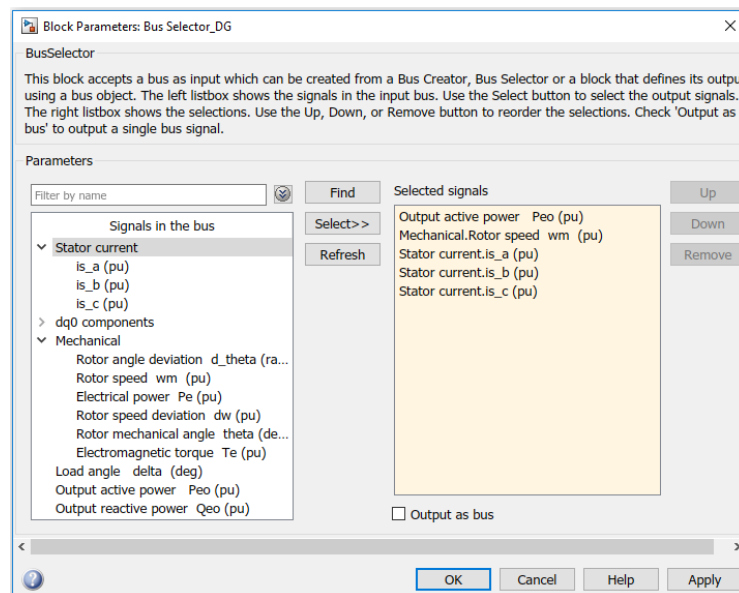 Block Parameters: Bus Selector_DG
BusSelector
This block accepts a bus as input which can be created from a Bus Creator, Bus Selector or a block that defines its outpu
using a bus object. The left listbox shows the signals in the input bus. Use the Select button to select the output signals.
The right listbox shows the selections. Use the Up, Down, or Remove button to reorder the selections. Check 'Output as
bus' to output a single bus signal.
Parameters
Filter by name
Signals in the bus
Stator current
is_a (pu)
is_b (pu)
is_c (pu)
dq0 components
Mechanical
Rotor angle deviation d_theta (ra...
Rotor speed wm (pu)
Electrical power Pe (pu)
Rotor speed deviation dw (pu)
Rotor mechanical angle theta (de...
Electromagnetic torque Te (pu)
Load angle delta (deg)
Output active power Peo (pu)
Output reactive power Qeo (pu)
Find
Select>>
Refresh
Selected signals
Output active power Peo (pu)
Mechanical.Rotor speed wm (pu)
Stator current.is_a (pu)
Stator current.is_b (pu)
Stator current.is_c (pu)
Output as bus
Up
Down
Remove
OK Cancel Help Apply